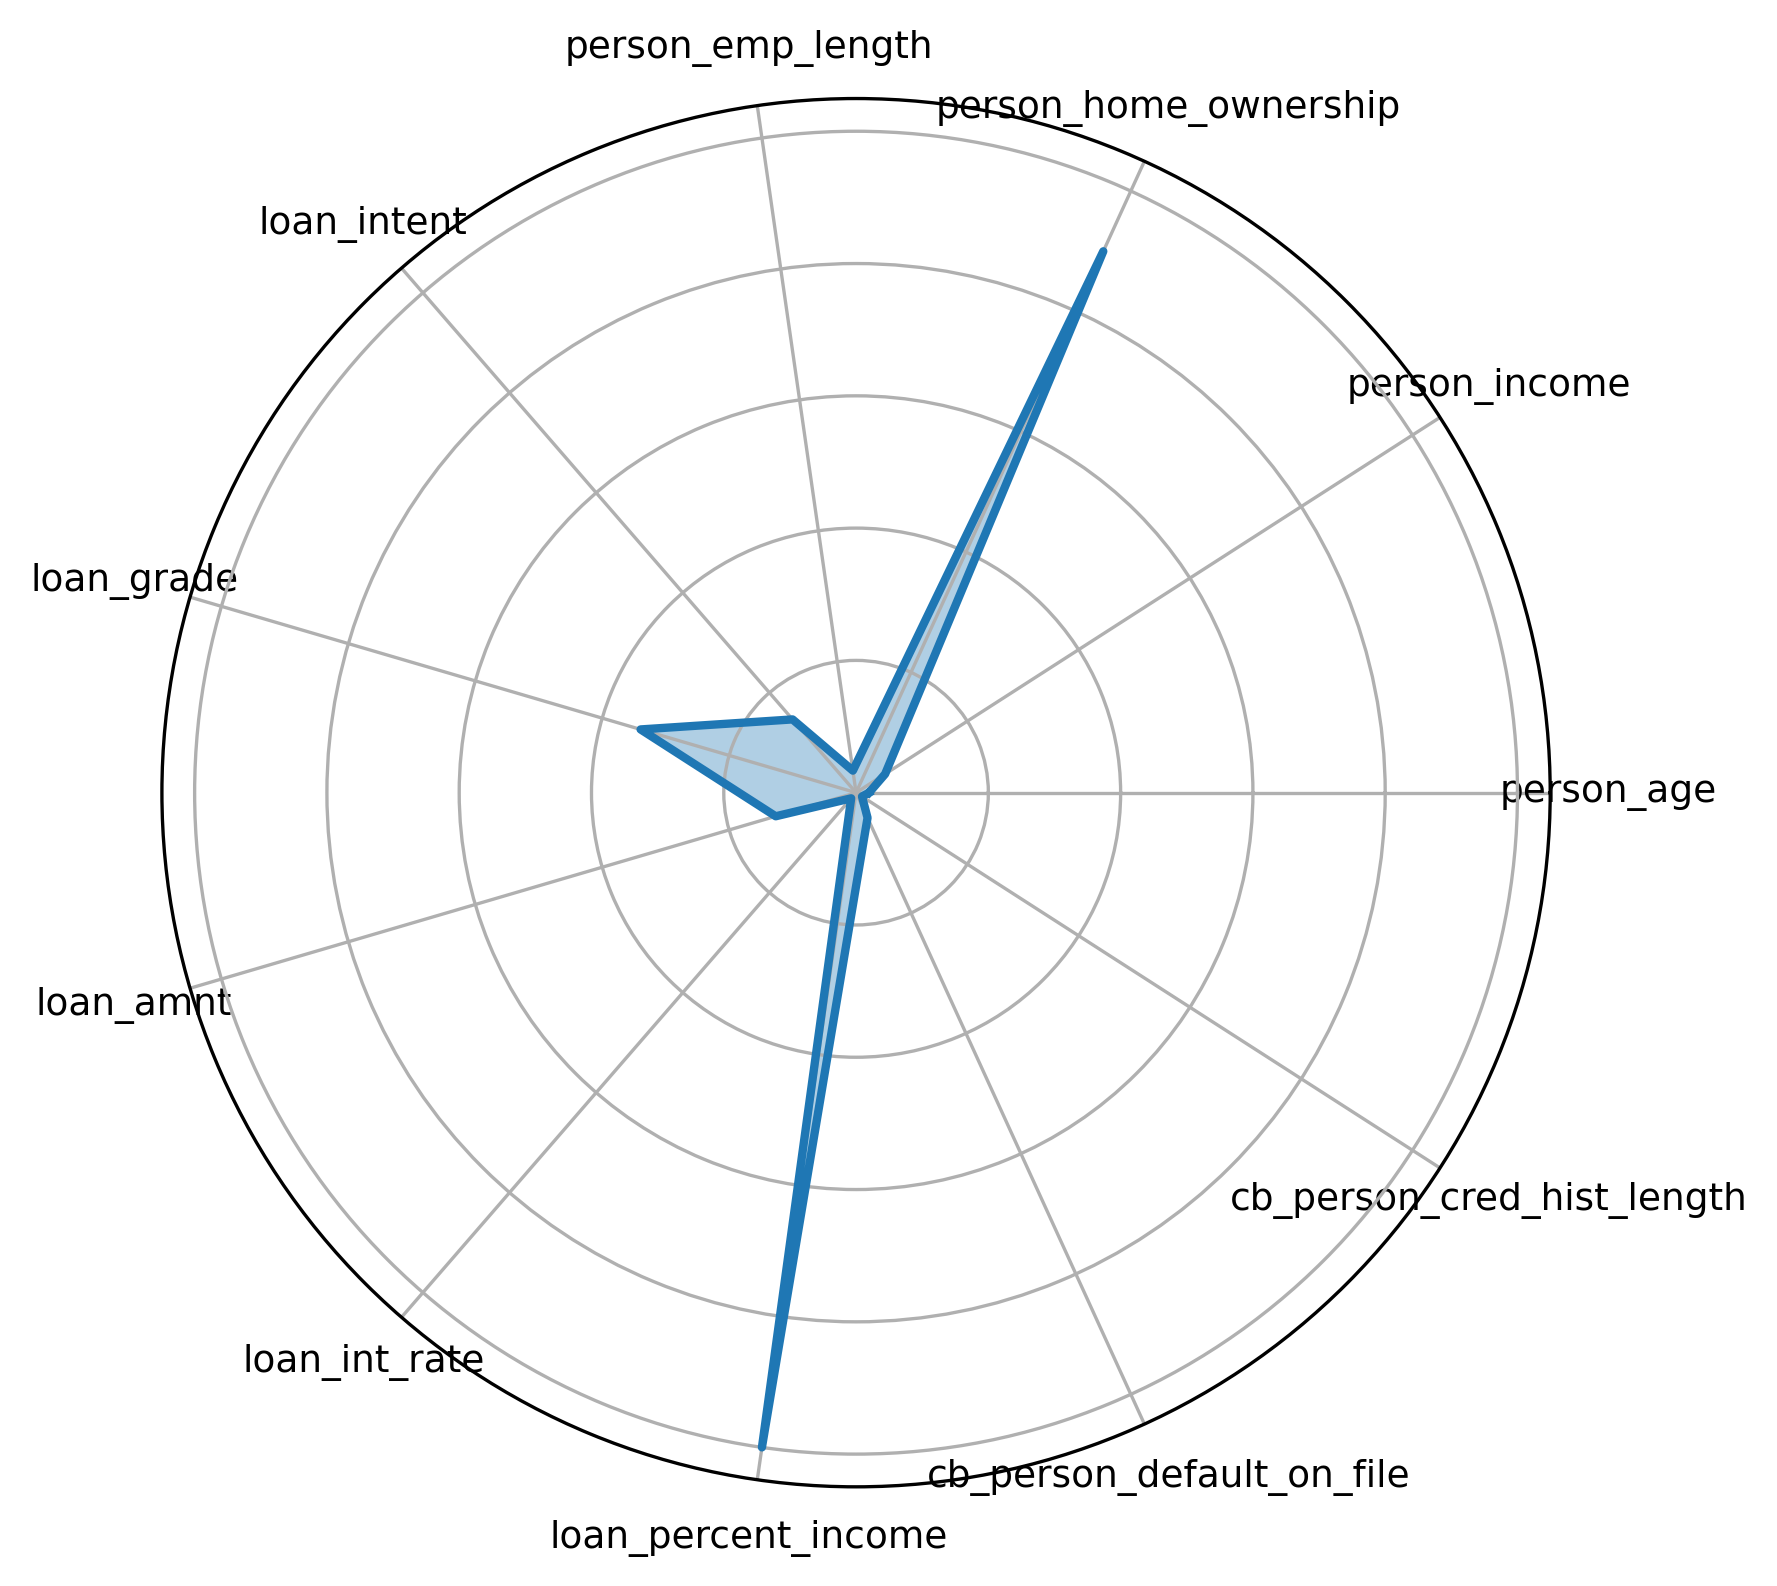 person_emp_length
person_home_ownership
loan_intent
person_income
loan_grade
person_age
loan_amnt
cb_person_cred_hist_length
loan_int_rate
cb_person_default_on_file
loan_percent_income